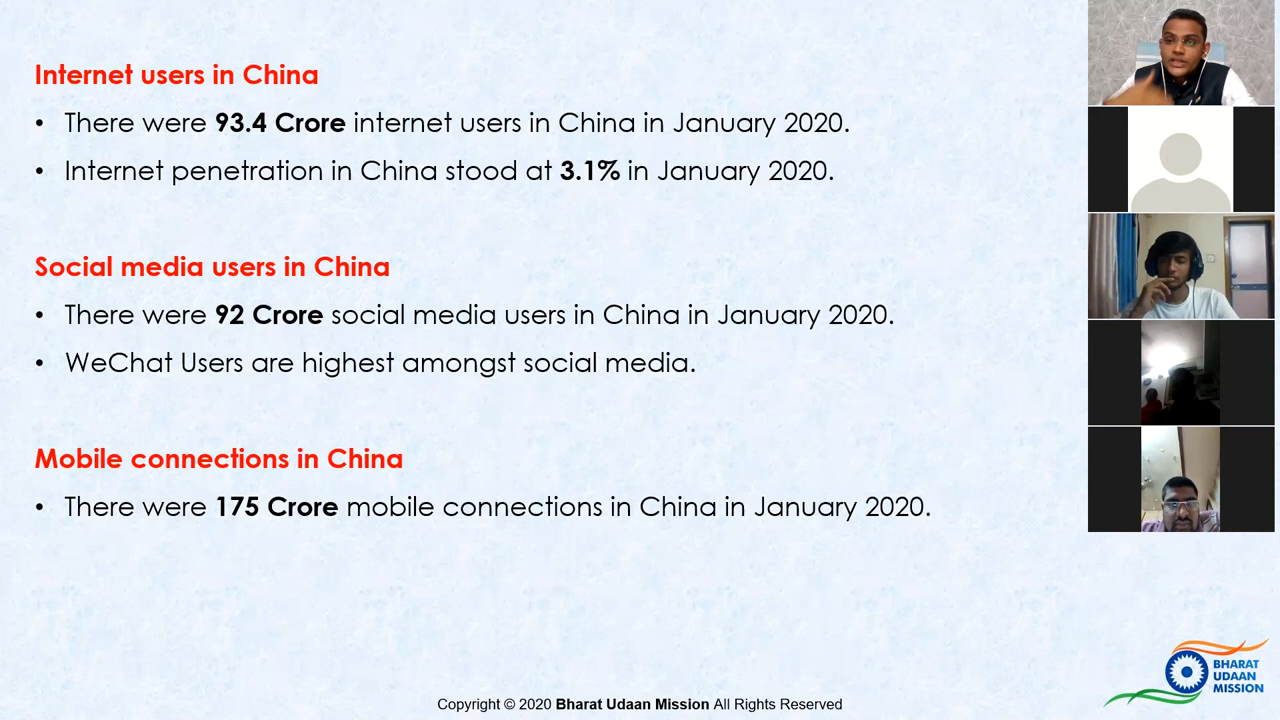 Internet users in China
• There were 93.4 Crore internet users in China in January 2020.
• Internet penetration in China stood at 3.1% in January 2020.
Social media users in China
• There were 92 Crore social media users in China in January 2020.
• WeChat Users are highest amongst social media.
Mobile connections in China
• There were 175 Crore mobile connections in China in January 2020.
BHARAT
UDAAN
MISSION
Copyright © 2020 Bharat Udaan Mission All Rights Reserved